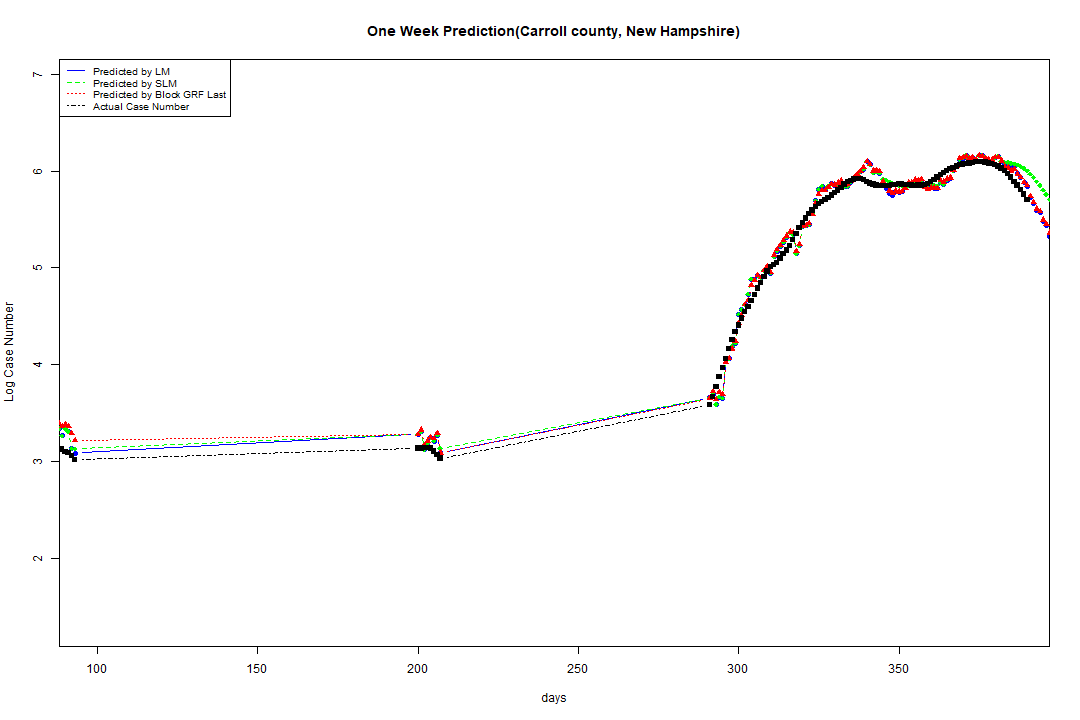 One Week Prediction(Carroll county, New Hampshire)
Predicted by LM
Predicted by SLM
Predicted by Block GRF Last
Actual Case Number
7
6
5
4
3
2
Log Case Number
100 150 200 250 300 350
days